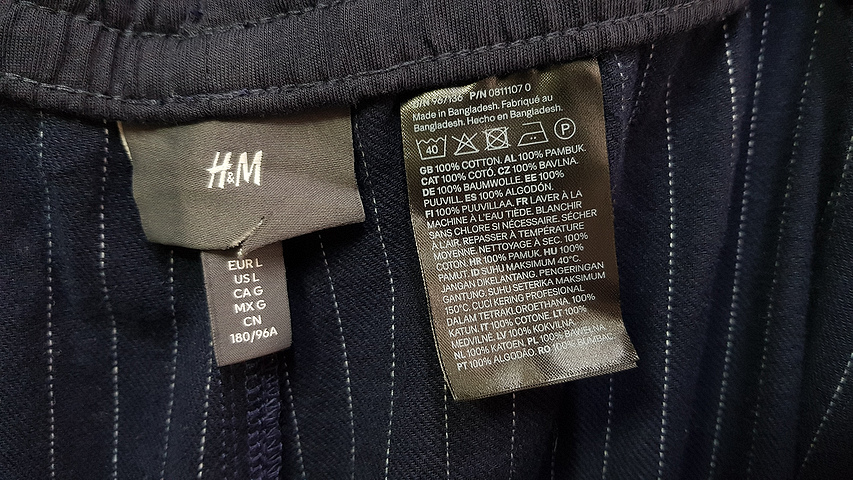 H&M
EUR L
US L
CA G
MX G
CN
180/96A
O/N 967136 P/N 0811107 0
Made in Bangladesh. Fabriqué au
Bangladesh. Hecho en Bangladesh.
40 P
GB 100% COTTON. AL 100% PAMBUK.
CAT 100% COTÓ. CZ 100% BAVLNA.
DE 100% BAUMWOLLE. EE 100%
PUUVILL. ES 100% ALGODÓN.
FI 100% PUUVILLAA. FR LAVER À LA
MACHINE À L'EAU TIÈDE. BLANCHIR
SANS CHLORE SI NÉCESSAIRE. SÉCHER
À L'AIR. REPASSER À TEMPÉRATURE
MOYENNE. NETTOYAGE À SEC. 100%
COTON. HR 100% PAMUK. HU 100%
PAMUT. ID SUHU MAKSIMUM 40°C.
JANGAN DIKELANTANG. PENGERINGAN
GANTUNG. SUHU SETERIKA MAKSIMUM
150°C. CUCI KERING PROFESIONAL
DALAM TETRAKLOROETHANA. 100%
KATUN. IT 100% COTONE. LT 100%
MEDVILNĖ. LV 100% KOKVILNA.
NL 100% KATOEN. PL 100% BAWEŁNA.
PT 100% ALGODÃO. RO 100% BUMBAC.